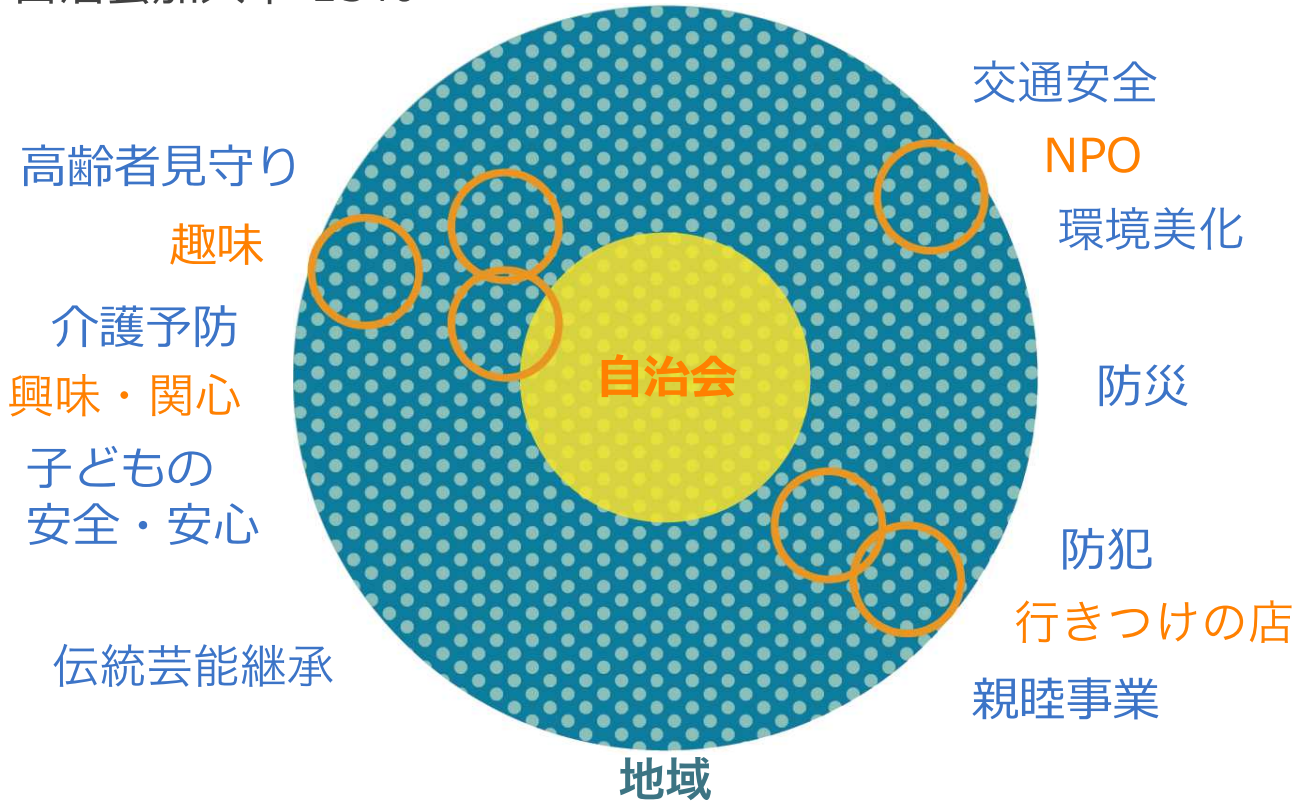 交通安全
高齢者見守り
NPO
趣味
環境美化
介護予防
自治会
防災
興味・関心
子どもの
安全・安心
防犯
行きつけの店
伝統芸能継承
親睦事業
地域